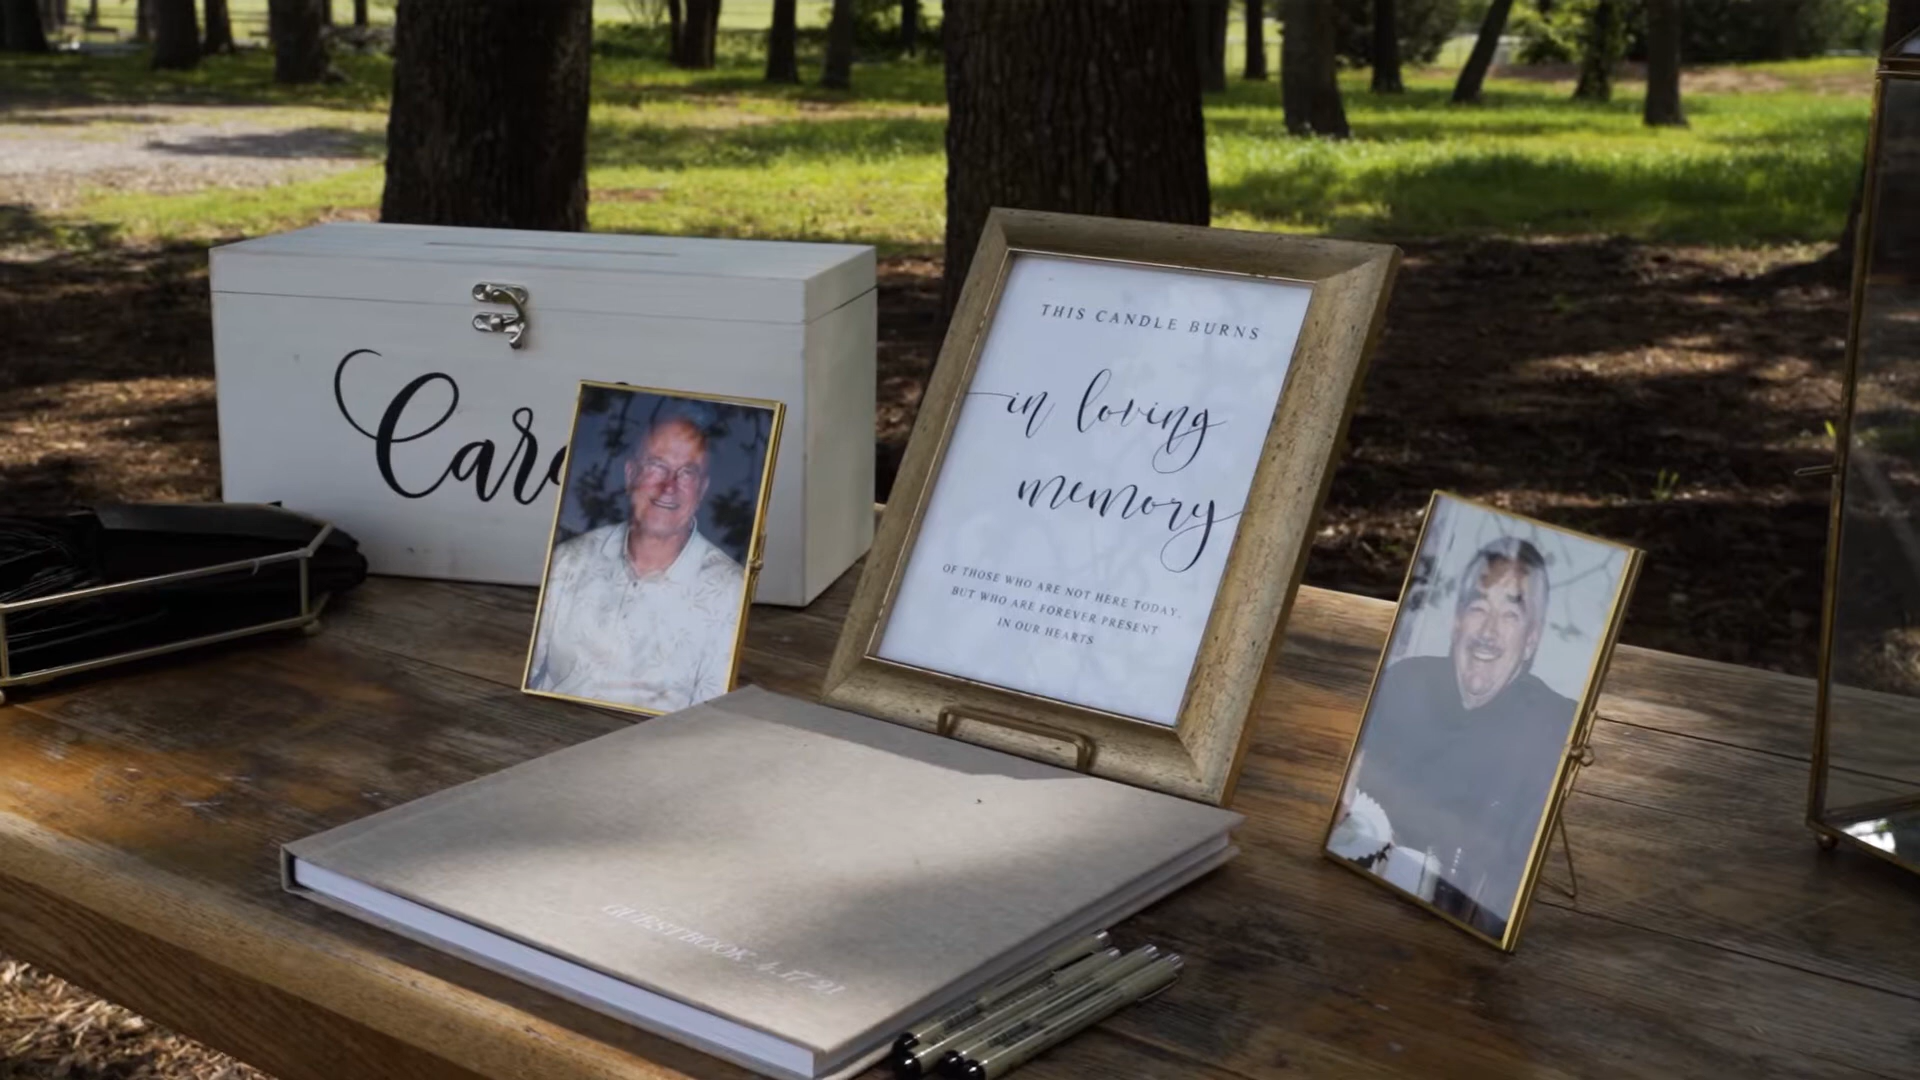 Car
THIS CANDLE BURNS
in loving
memory
OF THOSE WHO ARE NOT HERE TODAY,
BUT WHO ARE FOREVER PRESENT
IN OUR HEARTS
GUESTBOOK 4.17.21